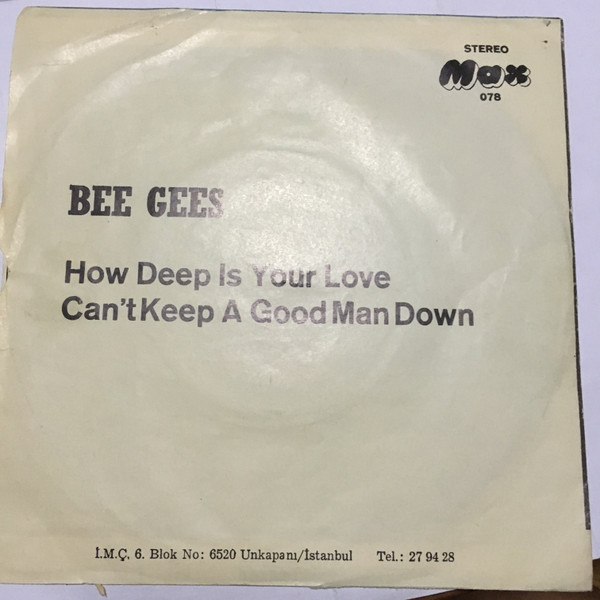 STEREO
Max
078
BEE GEES
How Deep Is Your Love
Can't Keep A Good Man Down
İ.M.Ç. 6. Blok No: 6520 Unkapanı/İstanbul Tel.: 27 94 28